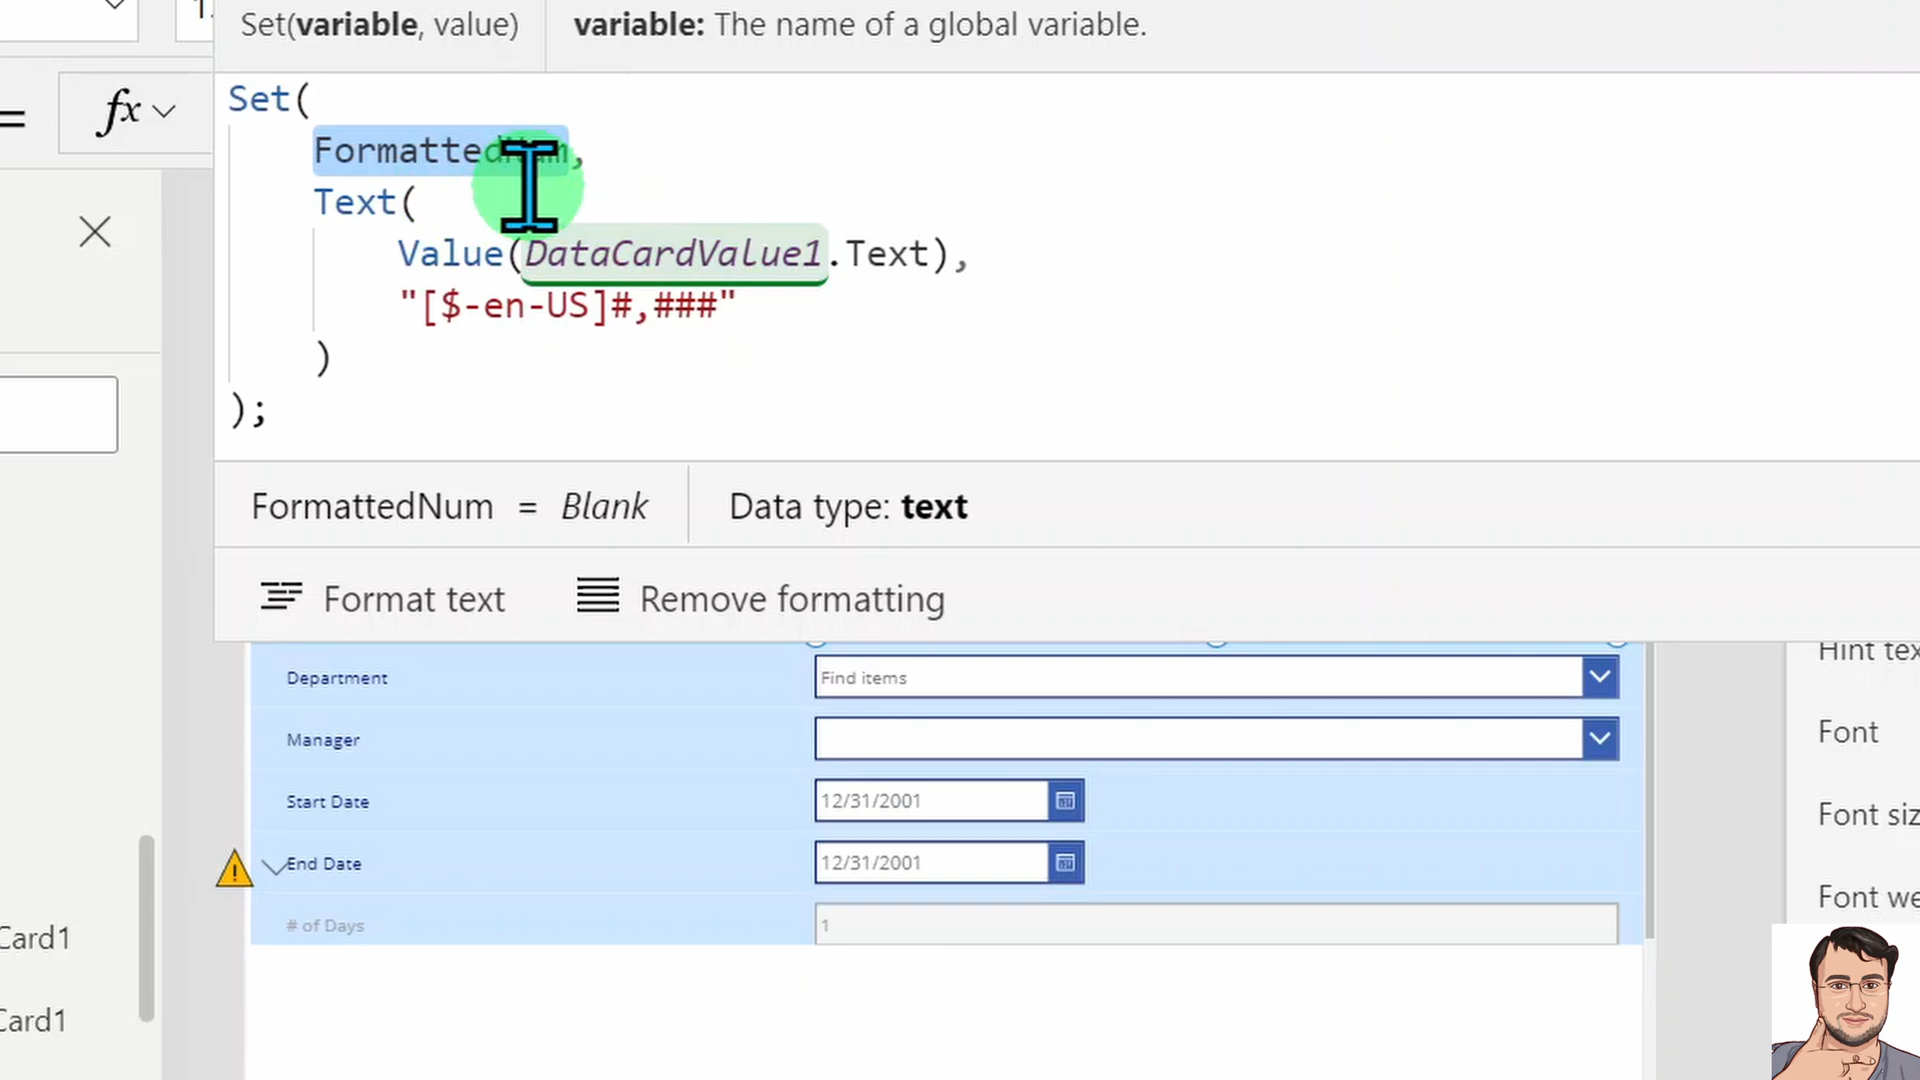 Set(variable, value)
variable: The name of a global variable.
= fx
Set(
FormattedNum,
Text(
Value(DataCardValue1.Text),
"[$-en-US]#,###"
)
);
FormattedNum = Blank
Data type: text
Format text
Remove formatting
Department
Find items
Manager
Start Date
12/31/2001
End Date
12/31/2001
# of Days
1
Card1
Card1
Hint tex
Font
Font siz
Font we